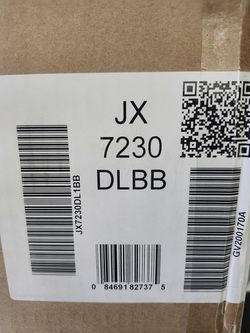 JX
7230
DLBB
JX7230DL1BB
GV200170A
0 84691 82737 5